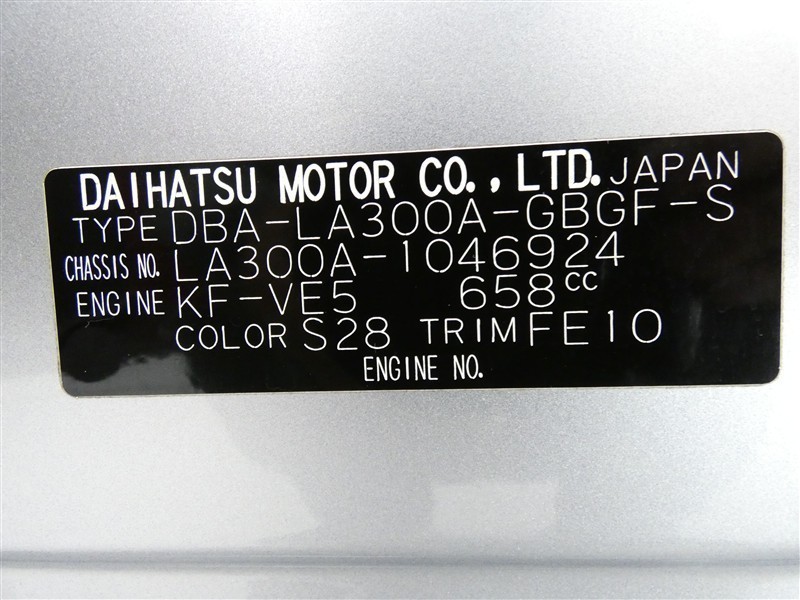 DAIHATSU MOTOR CO., LTD. JAPAN
TYPE DBA-LA300A-GBGF-S
CHASSIS NO. LA300A-1046924
ENGINE KF-VE5 658cc
COLOR S28 TRIM FE10
ENGINE NO.